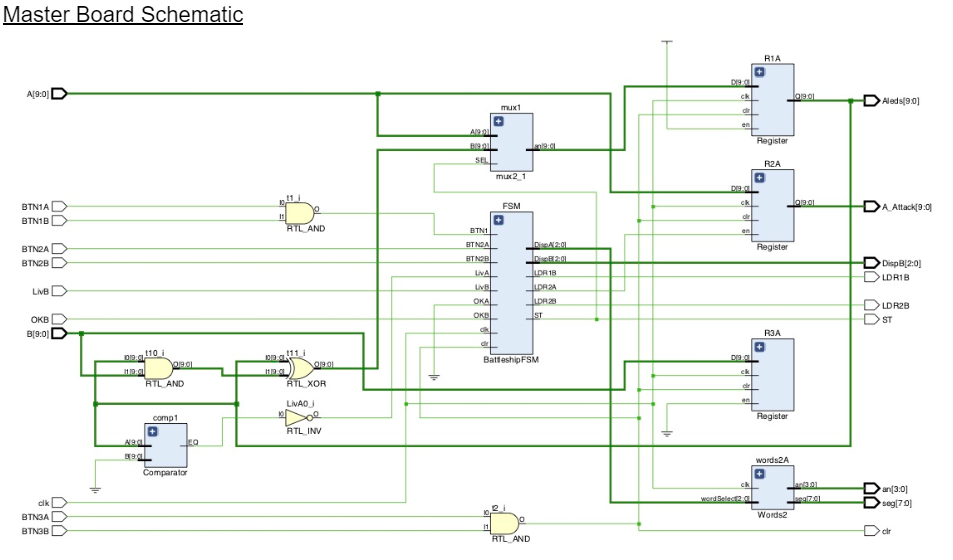 Master Board Schematic
A[9:0]
BTN1A
BTN1B
BTN2A
BTN2B
LivB
OKB
B[9:0]
clk
BTN3A
BTN3B
t1_i
I0
I1
O
RTL_AND
t10_i
I0[9:0]
I1[9:0]
O[9:0]
RTL_AND
comp1
A[9:0]
B[9:0]
EQ
Comparator
t11_i
I0[9:0]
I1[9:0]
O[9:0]
RTL_XOR
LivA0_i
I0
O
RTL_INV
mux1
A[9:0]
B[9:0]
SEL
an[9:0]
mux2_1
FSM
BTN1
BTN2A
BTN2B
LivA
LivB
OKA
OKB
clk
clr
DispA[2:0]
DispB[2:0]
LDR1B
LDR2A
LDR2B
ST
BattleshipFSM
t2_i
I0
I1
O
RTL_AND
R1A
D[9:0]
clk
clr
en
Q[9:0]
Register
R2A
D[9:0]
clk
clr
en
Q[9:0]
Register
R3A
D[9:0]
clk
clr
en
Register
words2A
clk
wordSelect[2:0]
an[3:0]
seg[7:0]
Words2
Aleds[9:0]
A_Attack[9:0]
DispB[2:0]
LDR1B
LDR2B
ST
an[3:0]
seg[7:0]
clr